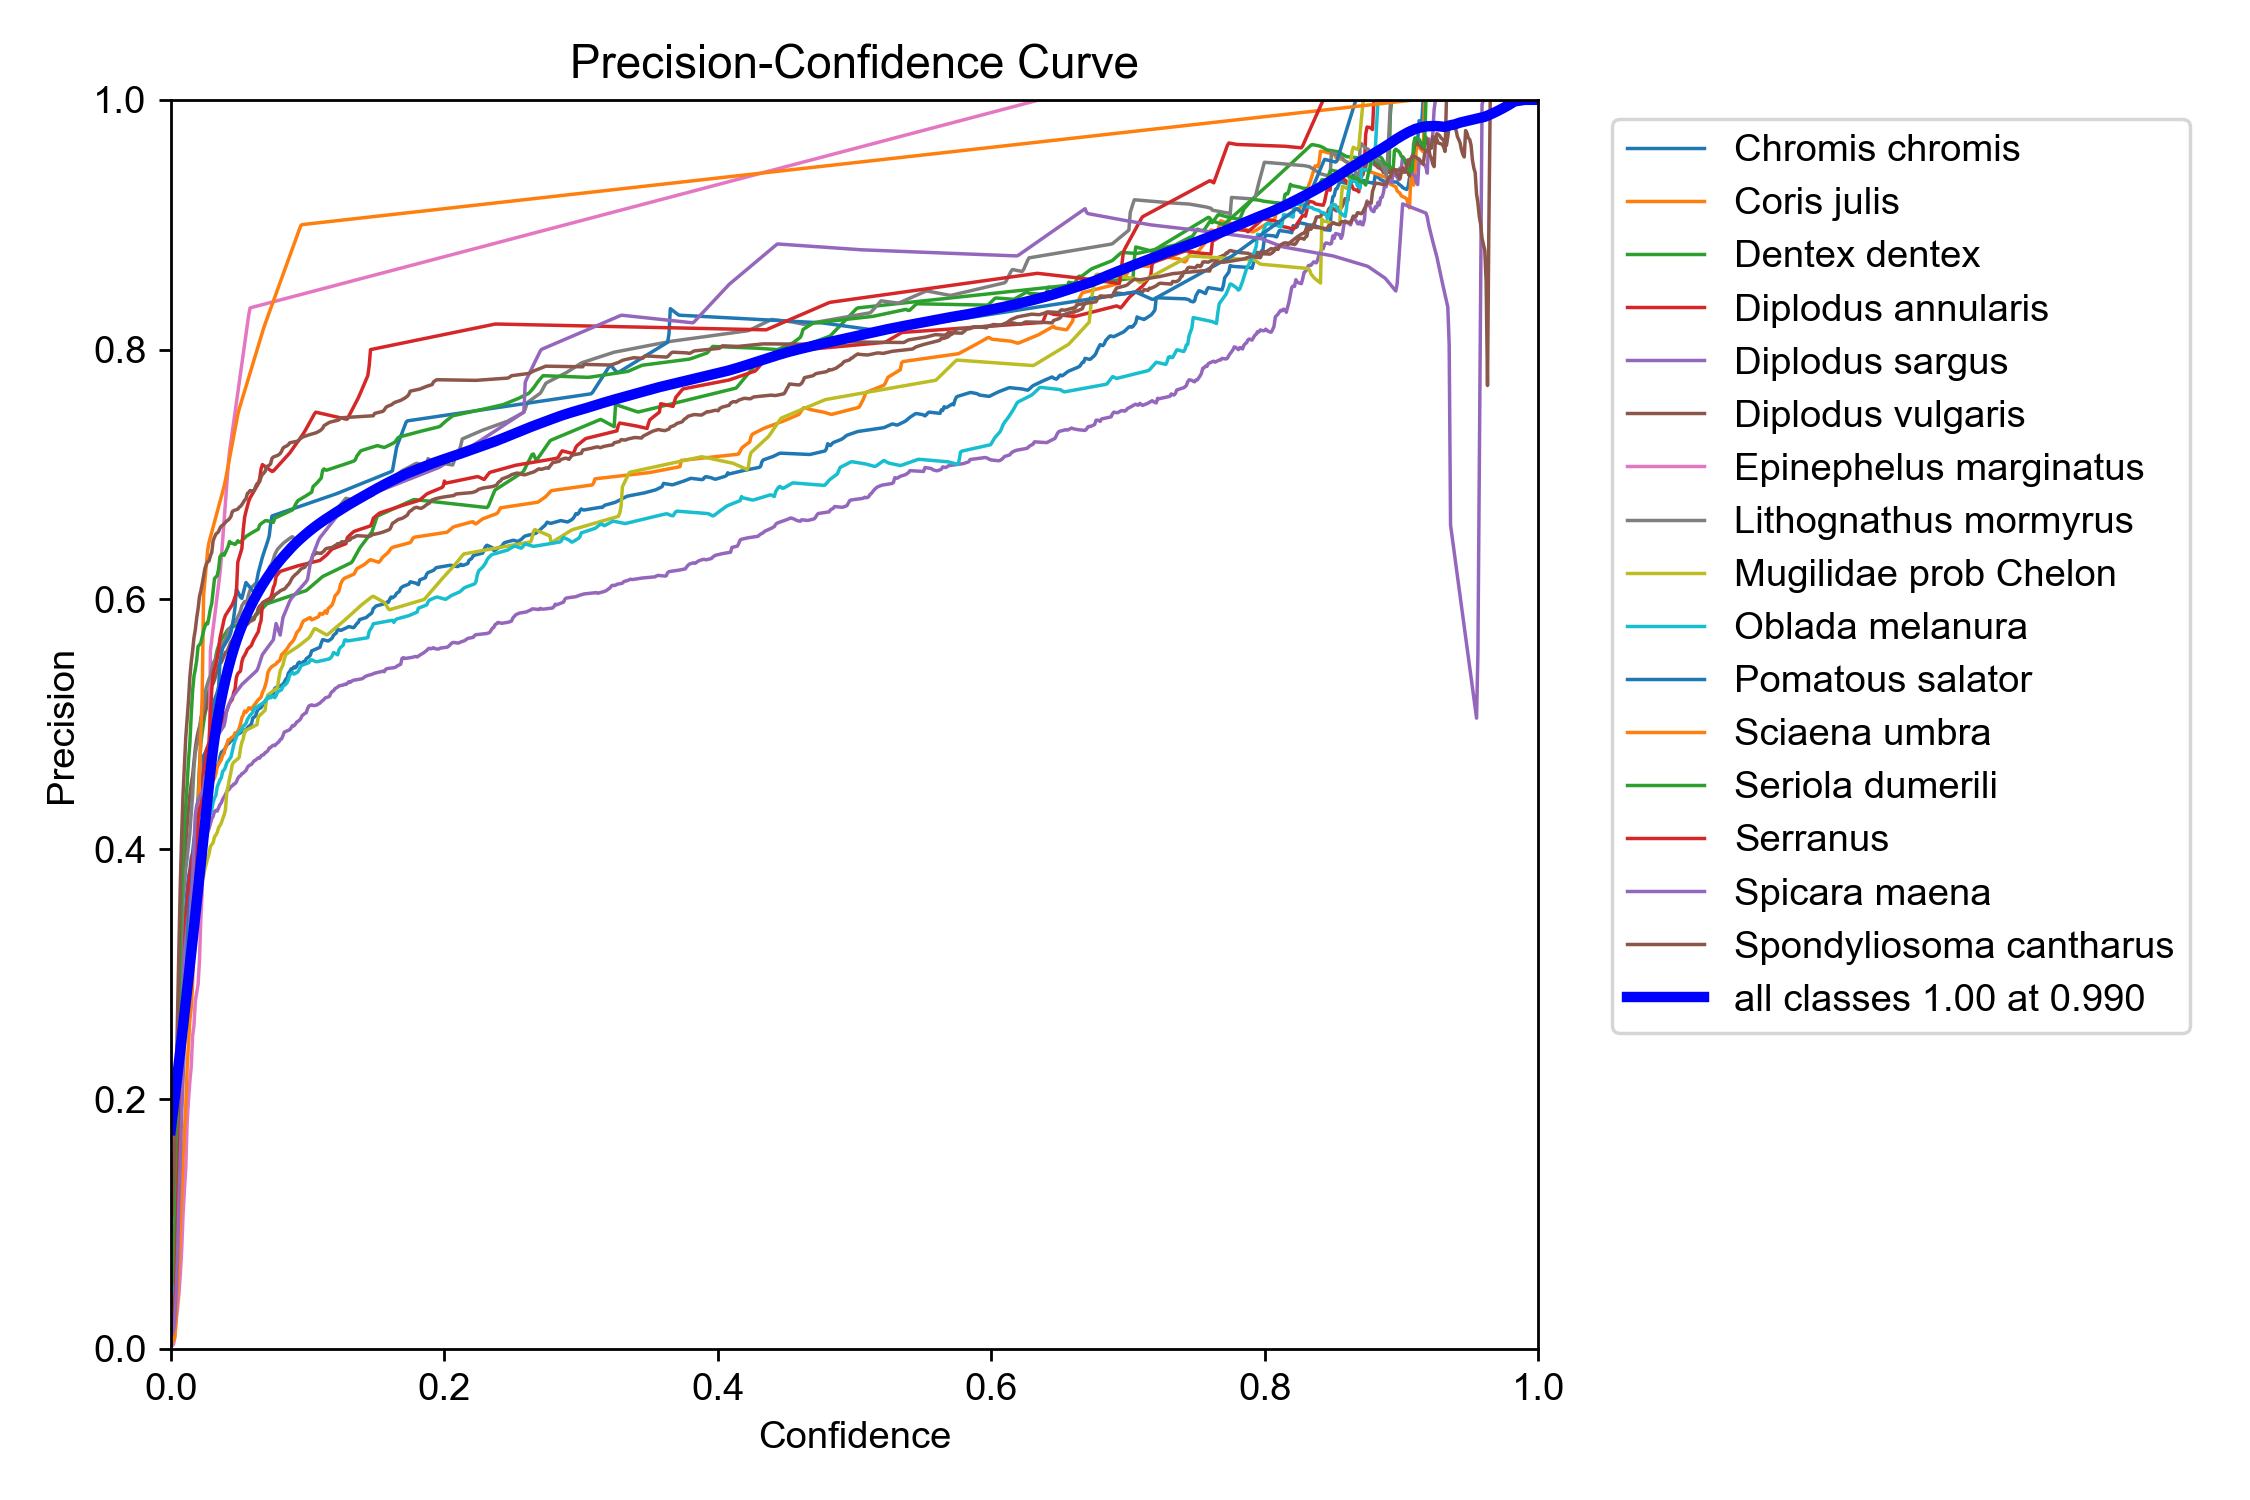 Precision-Confidence Curve
1.0
0.8
0.6
0.4
0.2
0.0
Precision
0.0 0.2 0.4 0.6 0.8 1.0
Confidence
Chromis chromis
Coris julis
Dentex dentex
Diplodus annularis
Diplodus sargus
Diplodus vulgaris
Epinephelus marginatus
Lithognathus mormyrus
Mugilidae prob Chelon
Oblada melanura
Pomatous salator
Sciaena umbra
Seriola dumerili
Serranus
Spicara maena
Spondyliosoma cantharus
all classes 1.00 at 0.990